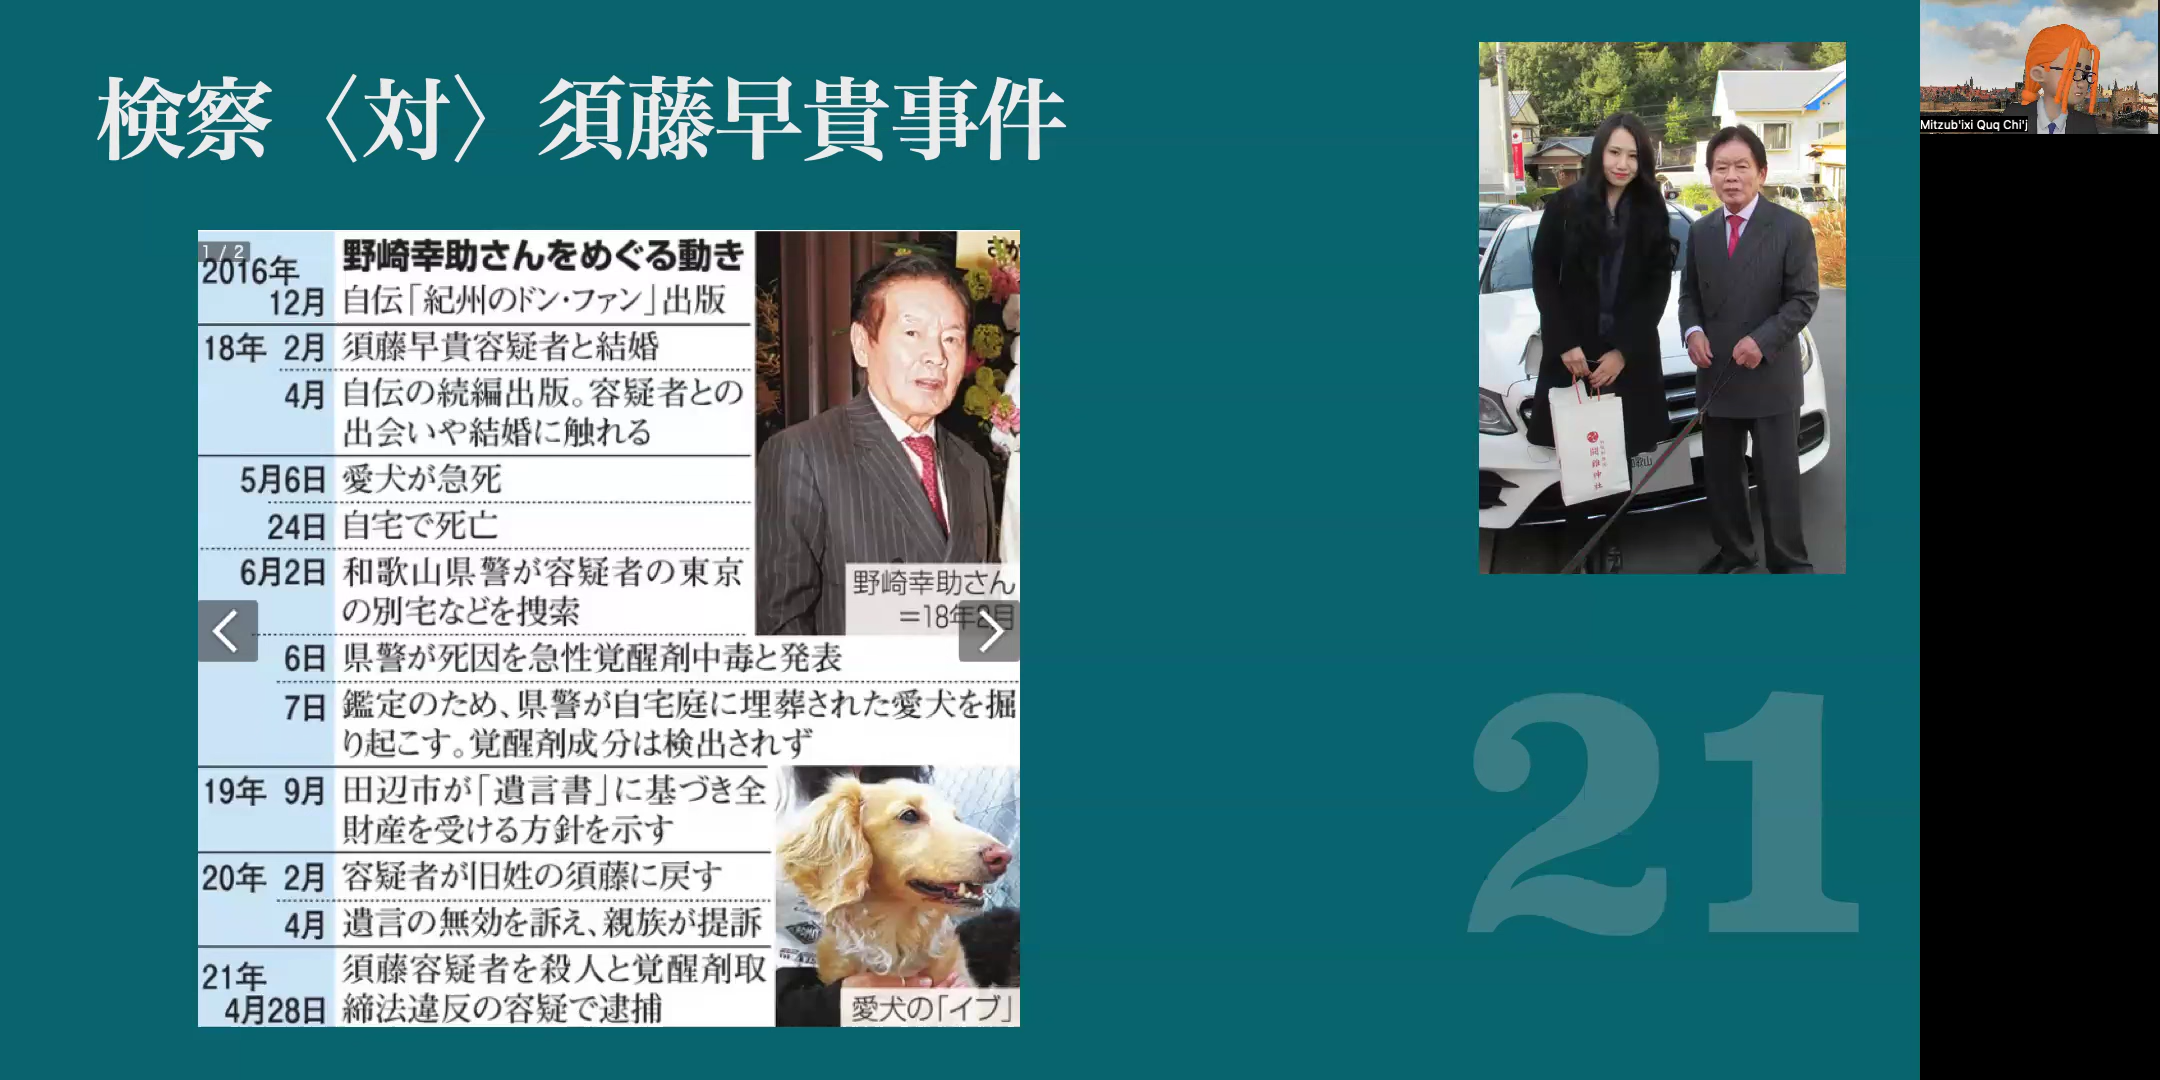 検察〈対〉須藤早貴事件
1 / 2
野崎幸助さんをめぐる動き
2016年
12月 自伝「紀州のドン・ファン」出版
18年 2月 須藤早貴容疑者と結婚
4月 自伝の続編出版。容疑者との
出会いや結婚に触れる
5月6日 愛犬が急死
24日 自宅で死亡
6月2日 和歌山県警が容疑者の東京
の別宅などを捜索
6日 県警が死因を急性覚醒剤中毒と発表
7日 鑑定のため、県警が自宅庭に埋葬された愛犬を掘
り起こす。覚醒剤成分は検出されず
19年 9月 田辺市が「遺言書」に基づき全
財産を受ける方針を示す
20年 2月 容疑者が旧姓の須藤に戻す
4月 遺言の無効を訴え、親族が提訴
21年 須藤容疑者を殺人と覚醒剤取
4月28日 締法違反の容疑で逮捕
野崎幸助さん
=18年2月
愛犬の「イブ」
闘雞神社
和歌山
21
Mitzub'ixi Quq Chi'j